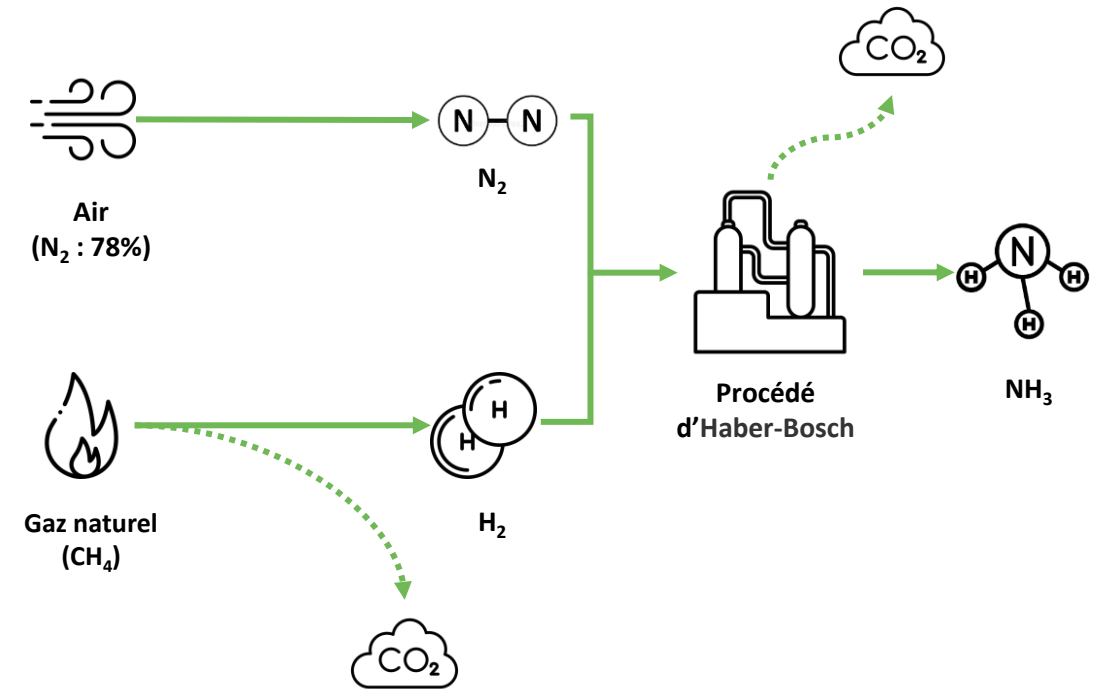 CO₂
N N
N₂
Air
(N₂ : 78%)
N
H H
H
H
H
Procédé
d’Haber-Bosch
NH₃
Gaz naturel
(CH₄)
H₂
CO₂